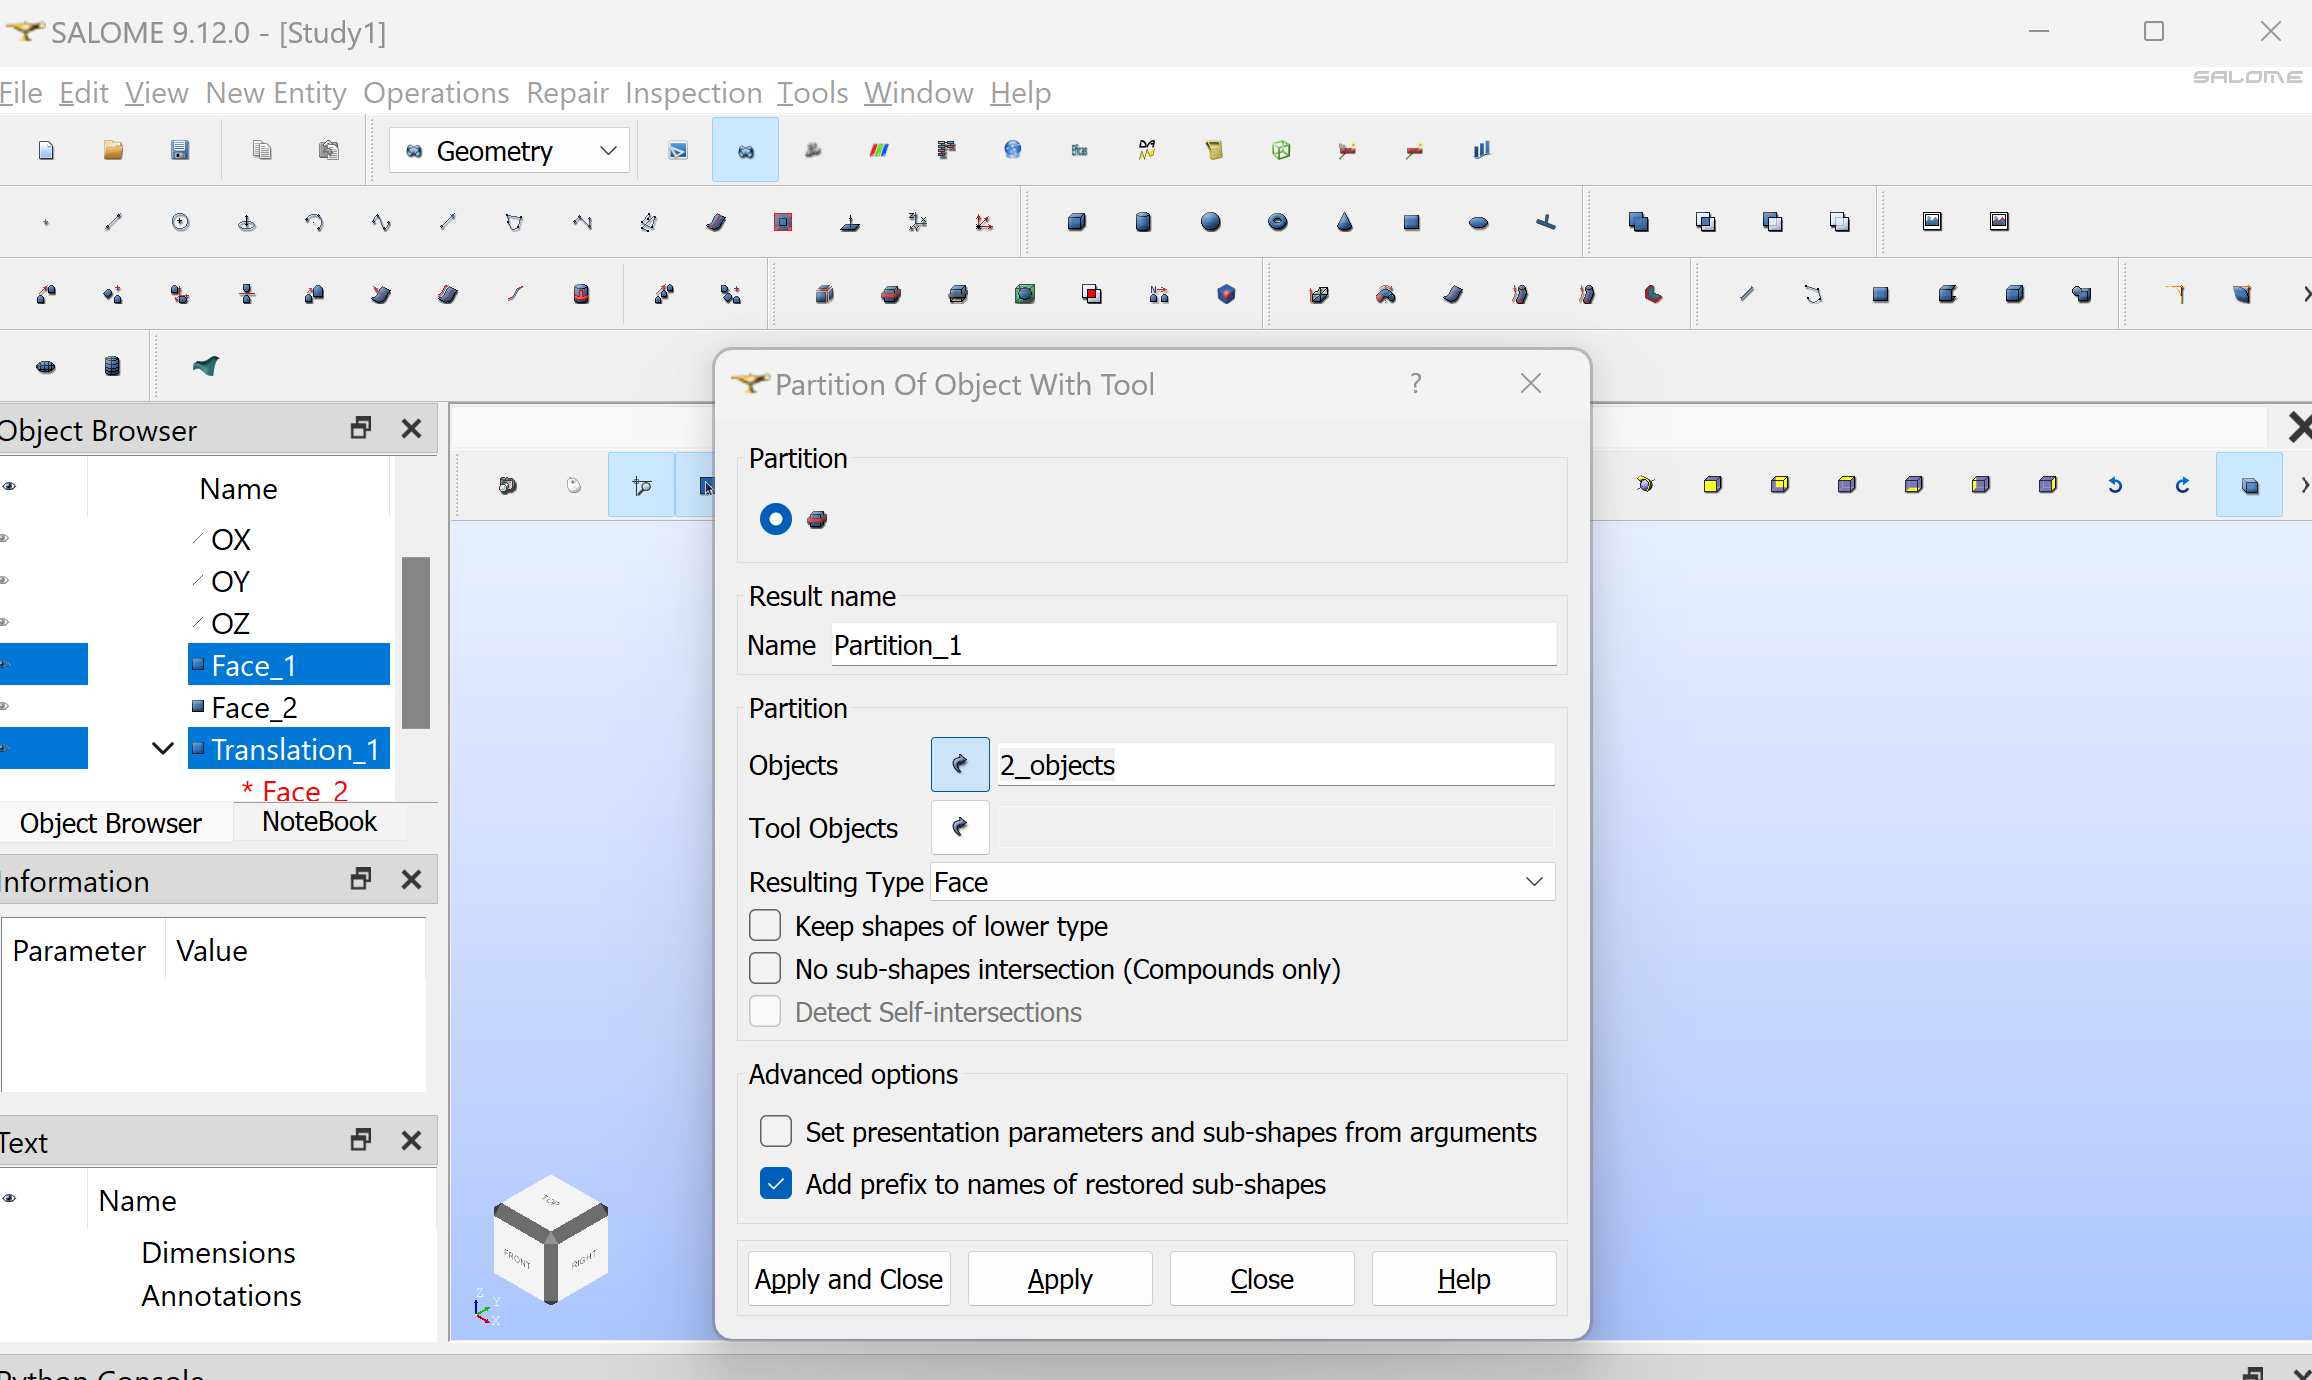 SALOME 9.12.0 - [Study1]
File Edit View New Entity Operations Repair Inspection Tools Window Help
SALOME
Geometry
Eficas
Partition Of Object With Tool
?
Object Browser
Name
OX
OY
OZ
Face_1
Face_2
Translation_1
* Face_2
Object Browser
NoteBook
Information
Parameter
Value
Text
Name
Dimensions
Annotations
Partition
Result name
Name Partition_1
Partition
Objects 2_objects
Tool Objects
Resulting Type Face
Keep shapes of lower type
No sub-shapes intersection (Compounds only)
Detect Self-intersections
Advanced options
Set presentation parameters and sub-shapes from arguments
Add prefix to names of restored sub-shapes
Apply and Close
Apply
Close
Help
TOP
FRONT
RIGHT
Z
Y
X
Python Console